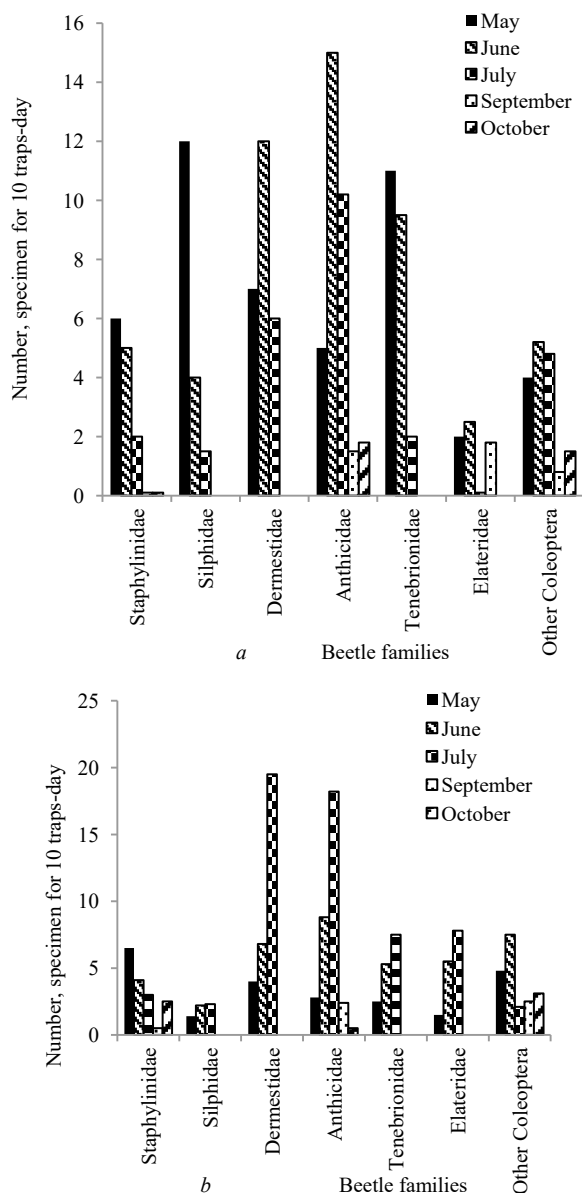 Number, specimen for 10 traps-day
16
14
12
10
8
6
4
2
0
May
June
July
September
October
Staphylinidae
Silphidae
Dermestidae
Anthicidae
Tenebrionidae
Elateridae
Other Coleoptera
a Beetle families
Number, specimen for 10 traps-day
25
20
15
10
5
0
May
June
July
September
October
Staphylinidae
Silphidae
Dermestidae
Anthicidae
Tenebrionidae
Elateridae
Other Coleoptera
b Beetle families